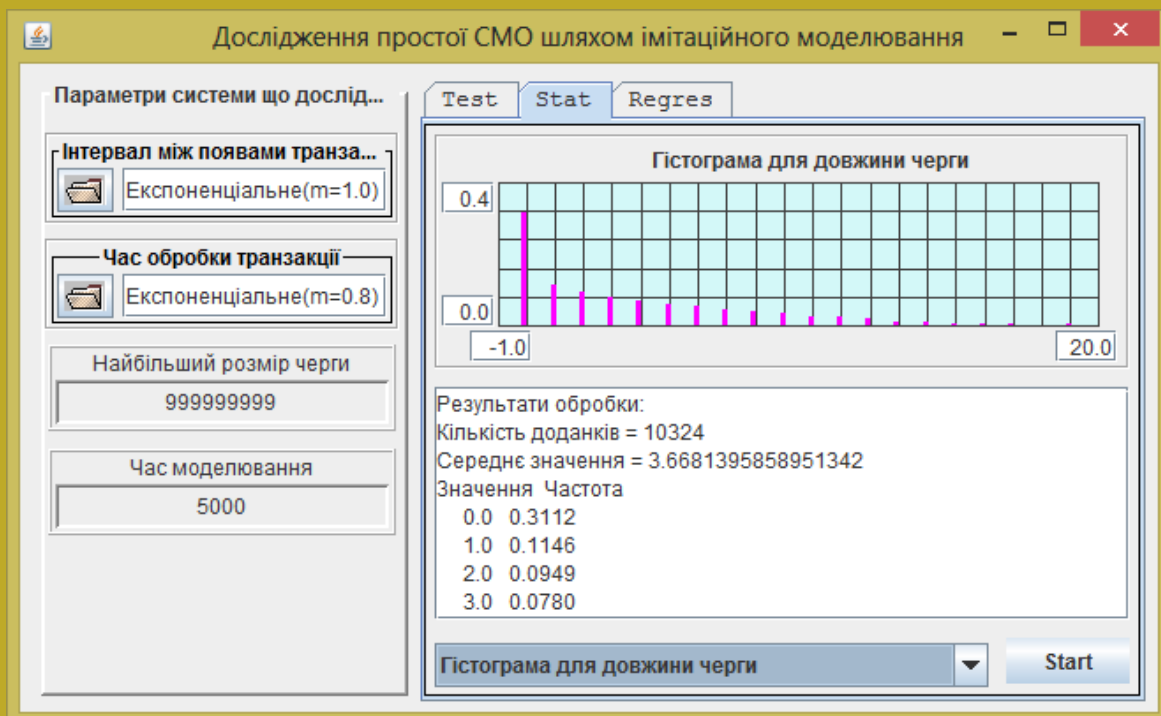 Дослідження простої СМО шляхом імітаційного моделювання
Параметри системи що дослід...
Інтервал між появами транза...
Експоненціальне(m=1.0)
Час обробки транзакції
Експоненціальне(m=0.8)
Найбільший розмір черги
999999999
Час моделювання
5000
Test Stat Regres
Гістограма для довжини черги
0.4
0.0
-1.0 20.0
Результати обробки:
Кількість доданків = 10324
Середнє значення = 3.6681395858951342
Значення Частота
0.0 0.3112
1.0 0.1146
2.0 0.0949
3.0 0.0780
Гістограма для довжини черги
Start